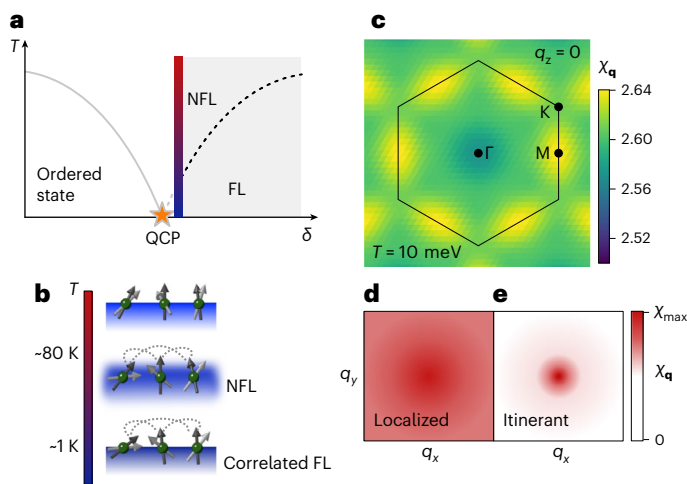 a
T
NFL
Ordered
state
FL
QCP
δ
b
T
~80 K
NFL
~1 K
Correlated FL
c
q_z = 0
χ_q
K
Γ
M
T = 10 meV
2.64
2.60
2.56
2.52
d
e
q_y
Localized
Itinerant
q_x
q_x
χ_max
χ_q
0